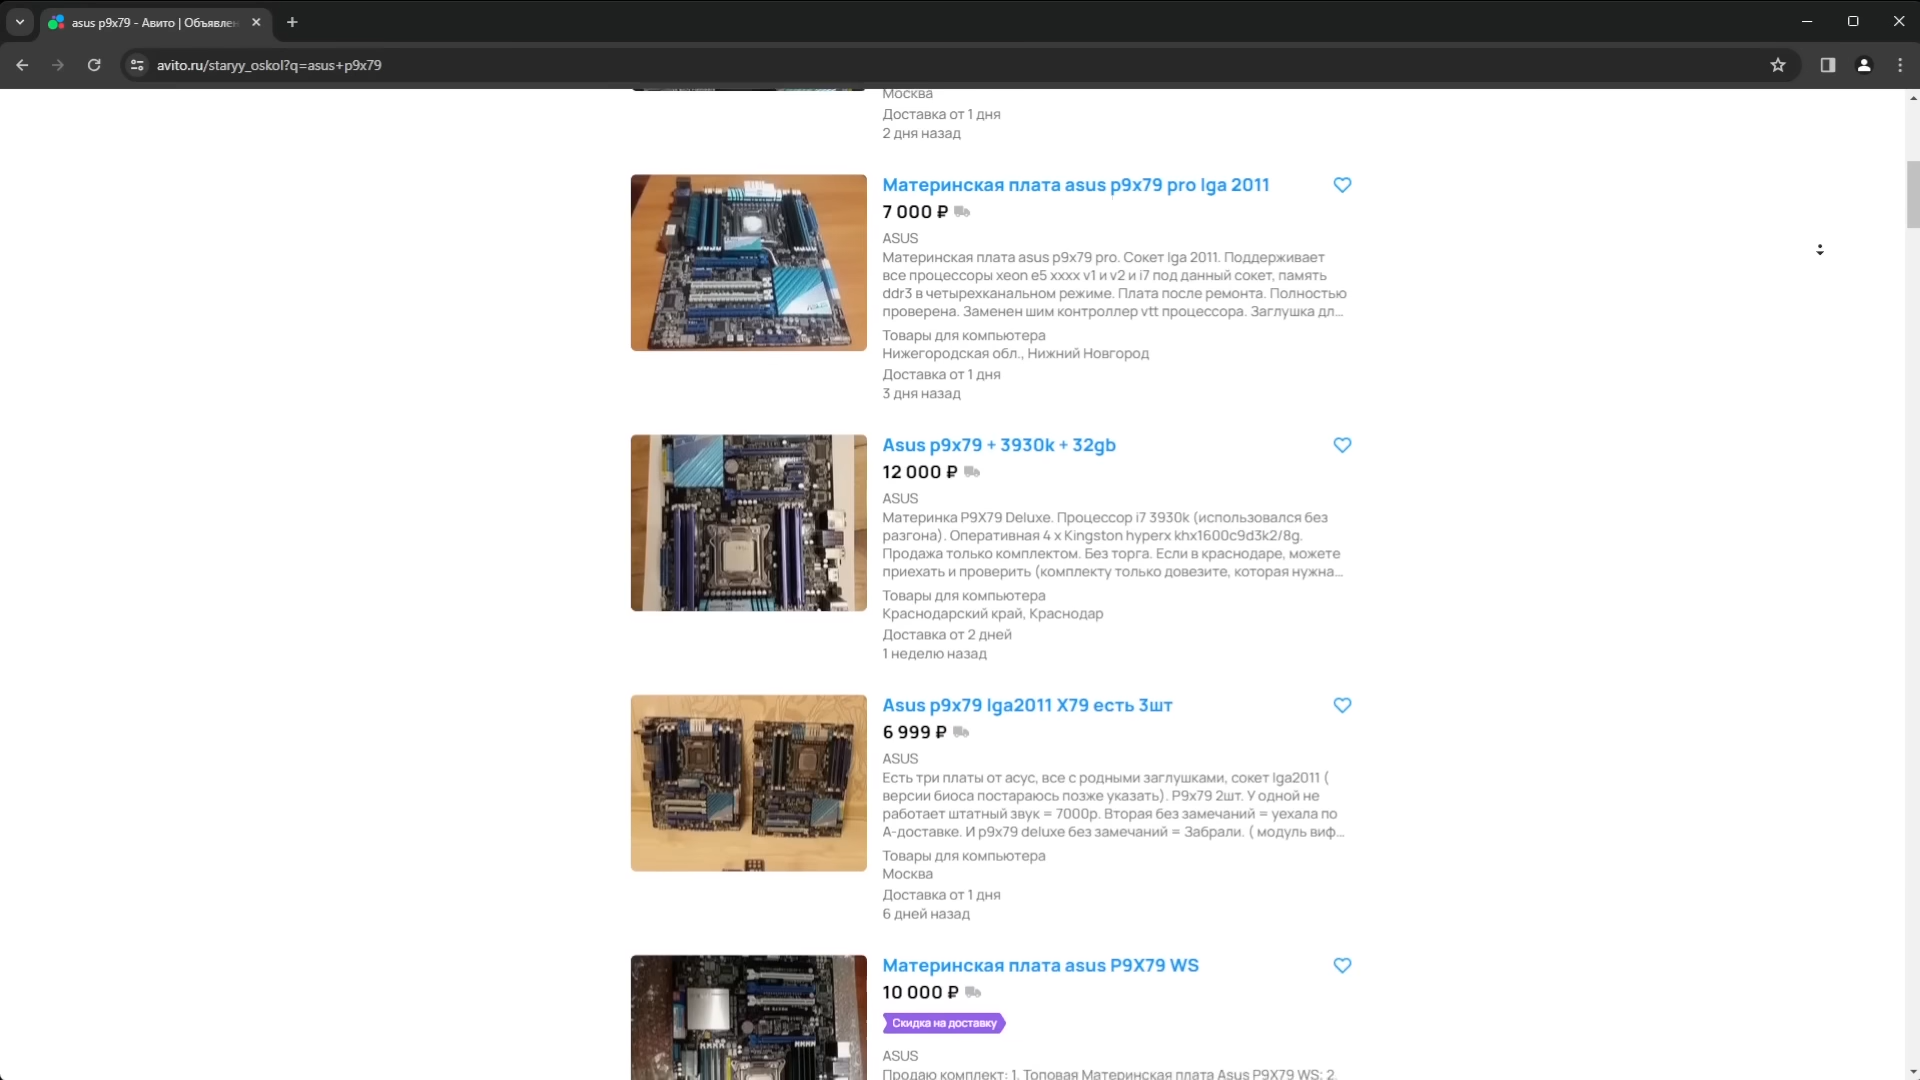 asus p9x79 - Авито | Объявлен
avito.ru/staryy_oskol?q=asus+p9x79
Москва
Доставка от 1 дня
2 дня назад
Материнская плата asus p9x79 pro lga 2011
7 000 ₽
ASUS
Материнская плата asus p9x79 pro. Сокет lga 2011. Поддерживает
все процессоры xeon e5 xxxx v1 и v2 и i7 под данный сокет, память
ddr3 в четырехканальном режиме. Плата после ремонта. Полностью
проверена. Заменен шим контроллер vtt процессора. Заглушка дл…
Товары для компьютера
Нижегородская обл., Нижний Новгород
Доставка от 1 дня
3 дня назад
Asus p9x79 + 3930k + 32gb
12 000 ₽
ASUS
Материнка P9X79 Deluxe. Процессор i7 3930k (использовался без
разгона). Оперативная 4 x Kingston hyperx khx1600c9d3k2/8g.
Продажа только комплектом. Без торга. Если в краснодаре, можете
приехать и проверить (комплекту только довезите, которая нужна…
Товары для компьютера
Краснодарский край, Краснодар
Доставка от 2 дней
1 неделю назад
Asus p9x79 lga2011 X79 есть 3шт
6 999 ₽
ASUS
Есть три платы от асус, все с родными заглушками, сокет lga2011 (
версии биоса постараюсь позже указать). P9x79 2шт. У одной не
работает штатный звук = 7000р. Вторая без замечаний = уехала по
А-доставке. И p9x79 deluxe без замечаний = Забрали. ( модуль виф…
Товары для компьютера
Москва
Доставка от 1 дня
6 дней назад
Материнская плата asus P9X79 WS
10 000 ₽
Скидка на доставку
ASUS
Продаю комплект: 1. Топовая Материнская плата Asus P9X79 WS; 2.